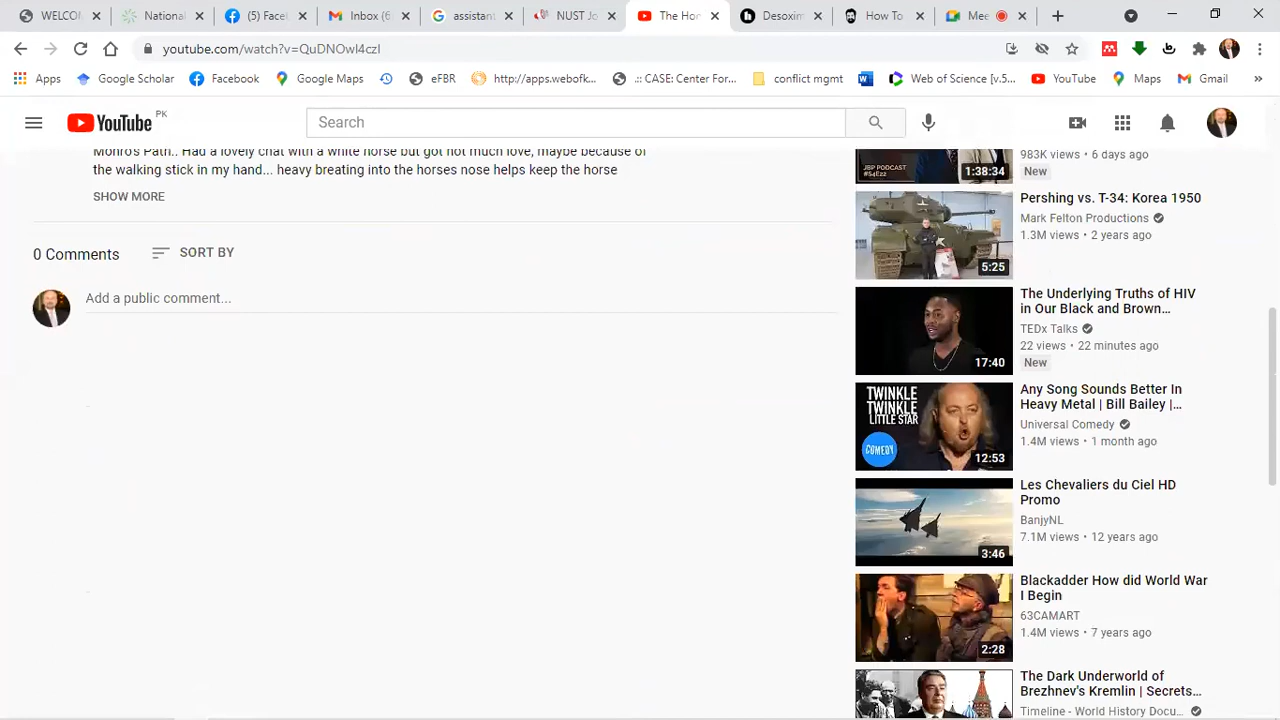 WELCO
National
(5) Face
Inbox
assistan
NUST Jo
The Hor
Desoxim
How To
Mee
youtube.com/watch?v=QuDNOwl4czI
Apps
Google Scholar
Facebook
Google Maps
eFBR
http://apps.webofk...
.:: CASE: Center For...
conflict mgmt
Web of Science [v.5...
YouTube
Maps
Gmail
»
YouTube PK
Search
Monro's Path.. Had a lovely chat with a white horse but got not much love, maybe because of
the walking stick in my hand... heavy breating into the horses nose helps keep the horse
SHOW MORE
0 Comments
SORT BY
Add a public comment...
JBP PODCAST
#S4E22
1:38:34
983K views • 6 days ago
New
5:25
Pershing vs. T-34: Korea 1950
Mark Felton Productions
1.3M views • 2 years ago
17:40
The Underlying Truths of HIV
in Our Black and Brown…
TEDx Talks
22 views • 22 minutes ago
New
TWINKLE
TWINKLE
LITTLE STAR
COMEDY
12:53
Any Song Sounds Better In
Heavy Metal | Bill Bailey |…
Universal Comedy
1.4M views • 1 month ago
3:46
Les Chevaliers du Ciel HD
Promo
BanjyNL
7.1M views • 12 years ago
2:28
Blackadder How did World War
I Begin
63CAMART
1.4M views • 7 years ago
The Dark Underworld of
Brezhnev's Kremlin | Secrets…
Timeline - World History Docu…